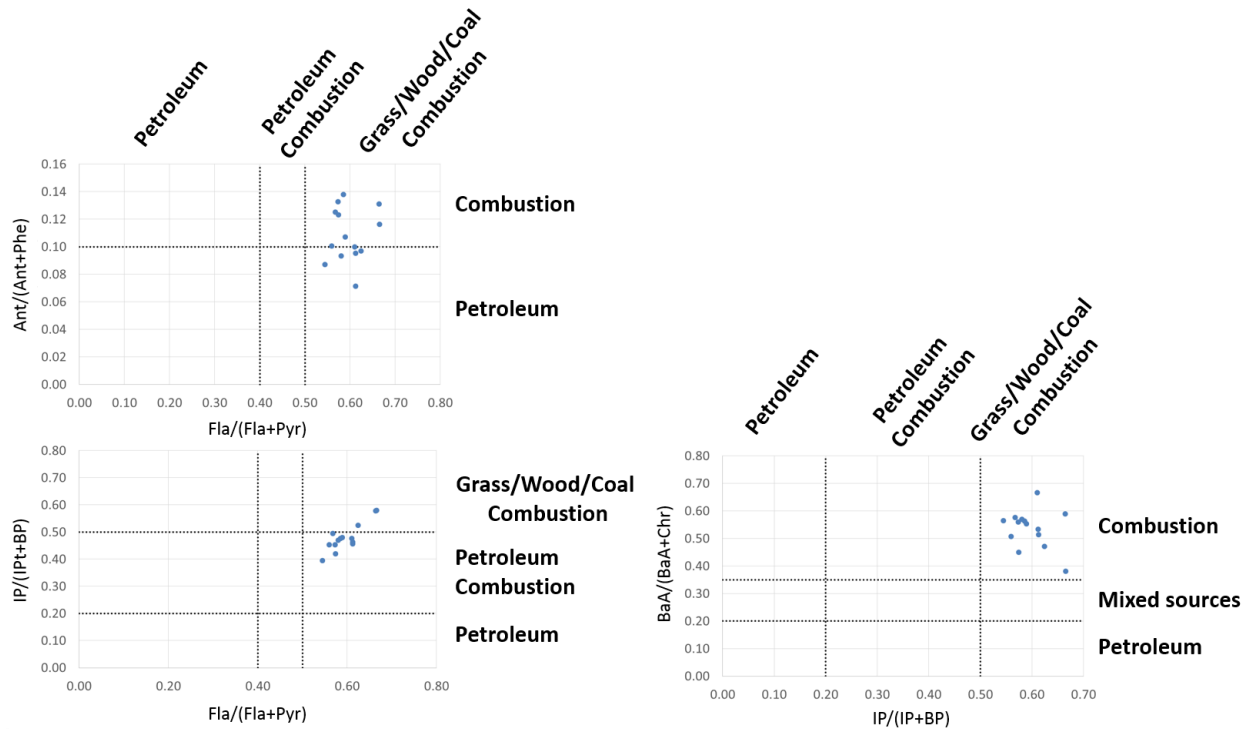 Petroleum
Petroleum
Combustion
Grass/Wood/Coal
Combustion
0.16
0.14
0.12
0.10
0.08
0.06
0.04
0.02
0.00
Ant/(Ant+Phe)
Combustion
Petroleum
0.00 0.10 0.20 0.30 0.40 0.50 0.60 0.70 0.80
Fla/(Fla+Pyr)
0.80
0.70
0.60
0.50
0.40
0.30
0.20
0.10
0.00
IP/(IPt+BP)
Grass/Wood/Coal
Combustion
Petroleum
Combustion
Petroleum
0.00 0.20 0.40 0.60 0.80
Fla/(Fla+Pyr)
Petroleum
Petroleum
Combustion
Grass/Wood/Coal
Combustion
0.80
0.70
0.60
0.50
0.40
0.30
0.20
0.10
0.00
BaA/(BaA+Chr)
Combustion
Mixed sources
Petroleum
0.00 0.10 0.20 0.30 0.40 0.50 0.60 0.70
IP/(IP+BP)